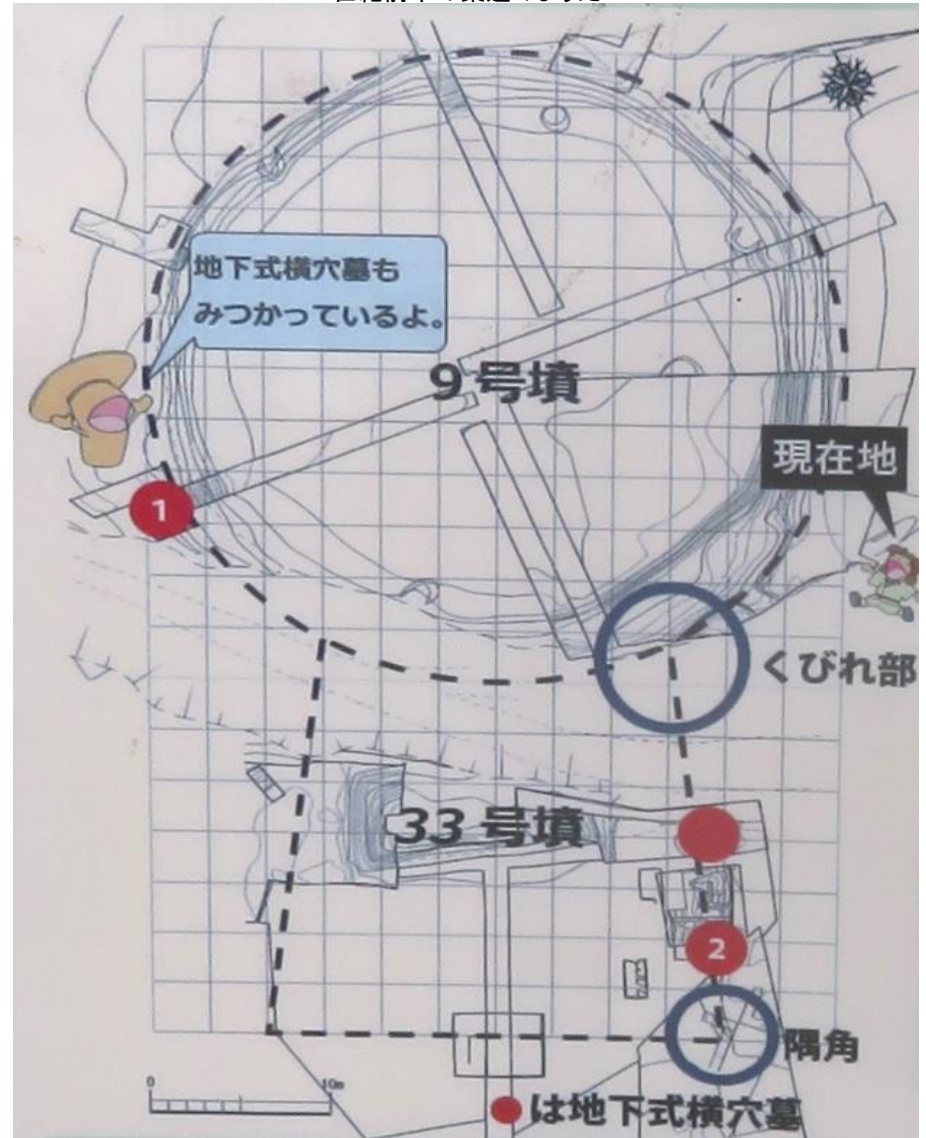 地下式横穴墓も
みつかっているよ。
9号墳
現在地
1
くびれ部
33号墳
2
隅角
0
10m
は地下式横穴墓